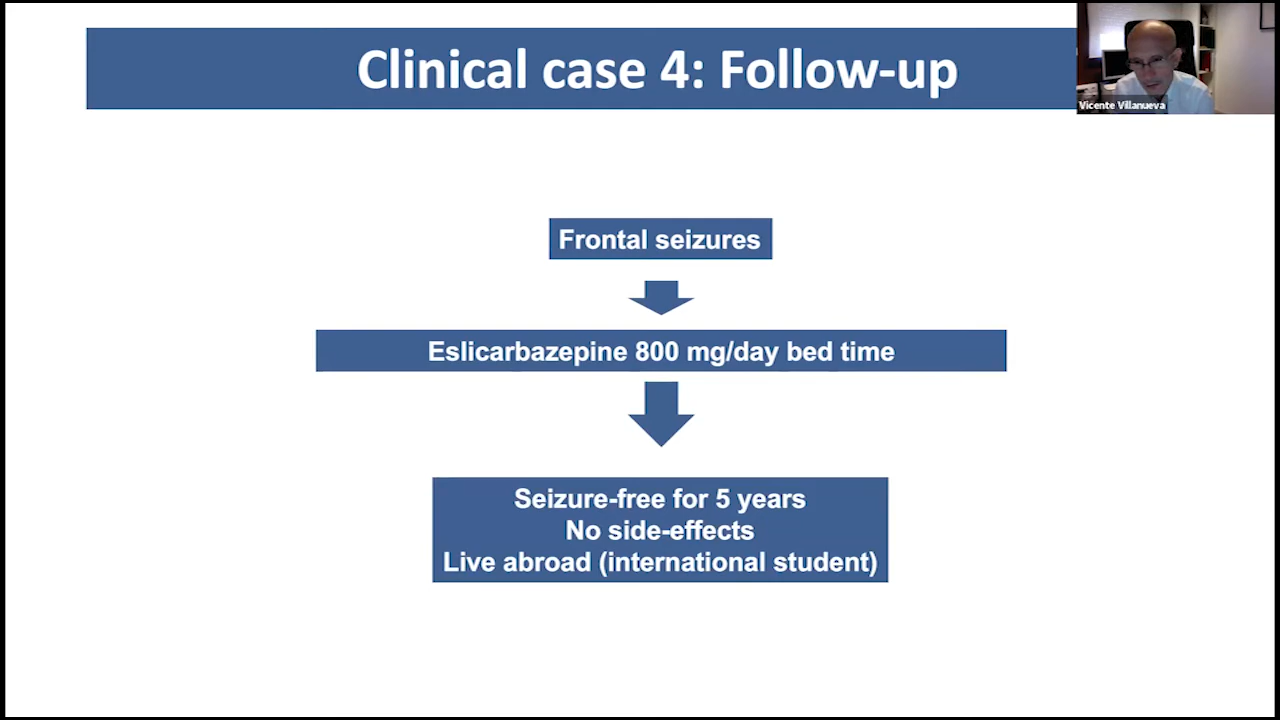 Clinical case 4: Follow-up
Vicente Villanueva
Frontal seizures
Eslicarbazepine 800 mg/day bed time
Seizure-free for 5 years
No side-effects
Live abroad (international student)